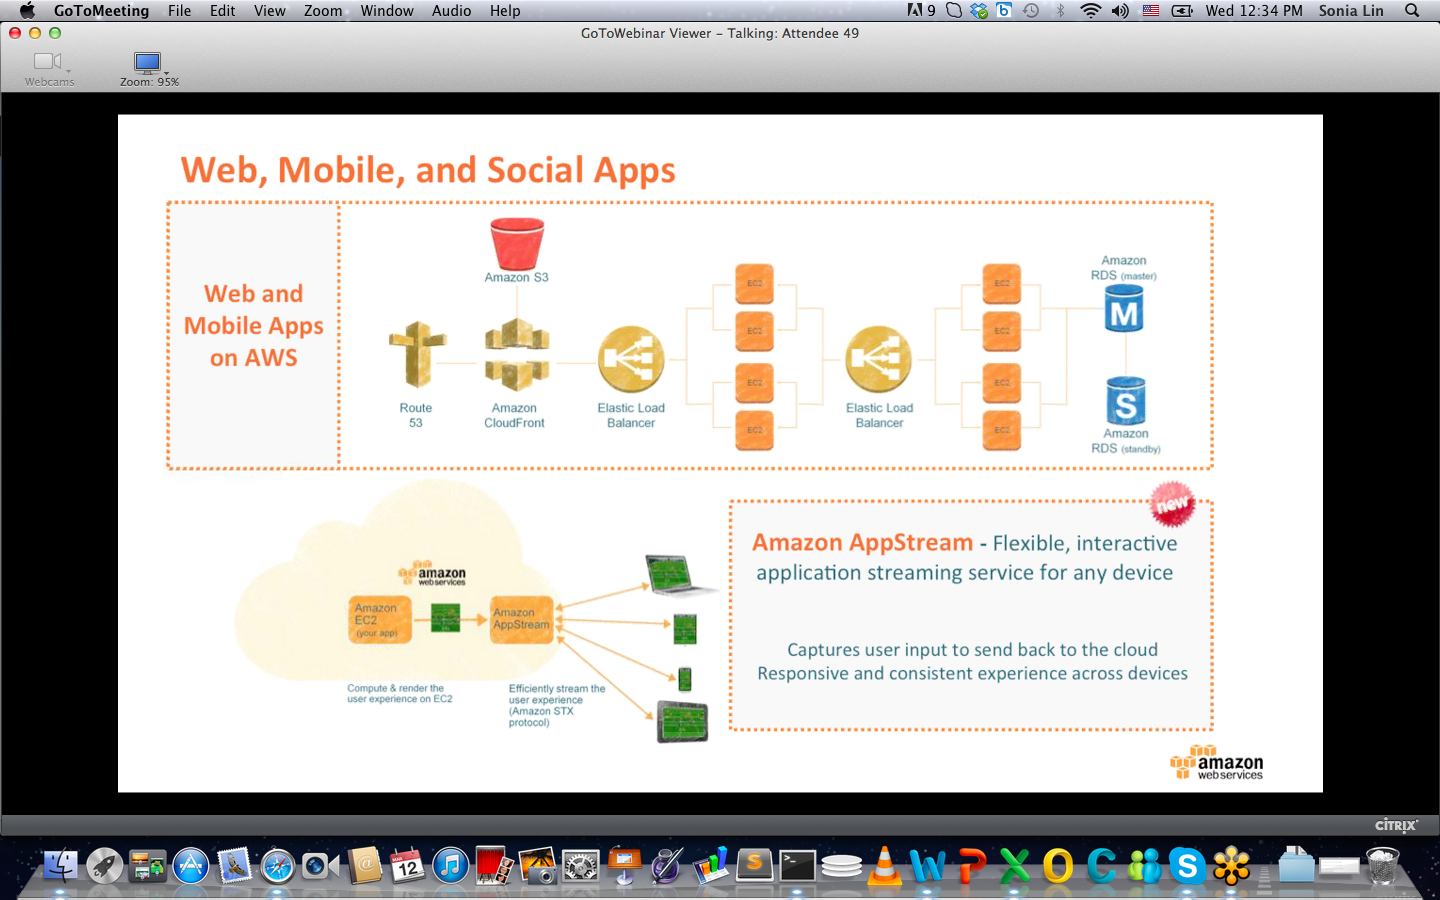 GoToMeeting File Edit View Zoom Window Audio Help
9
Wed 12:34 PM Sonia Lin
GoToWebinar Viewer – Talking: Attendee 49
Webcams
Zoom: 95%
Web, Mobile, and Social Apps
Web and
Mobile Apps
on AWS
Amazon S3
Route
53
Amazon
CloudFront
Elastic Load
Balancer
EC2
EC2
EC2
EC2
Elastic Load
Balancer
EC2
EC2
EC2
EC2
Amazon
RDS (master)
M
S
Amazon
RDS (standby)
amazon
webservices
Amazon
EC2
(your app)
Amazon
AppStream
Compute & render the
user experience on EC2
Efficiently stream the
user experience
(Amazon STX
protocol)
new
Amazon AppStream - Flexible, interactive
application streaming service for any device
Captures user input to send back to the cloud
Responsive and consistent experience across devices
amazon
webservices
CITRIX
MAR
12